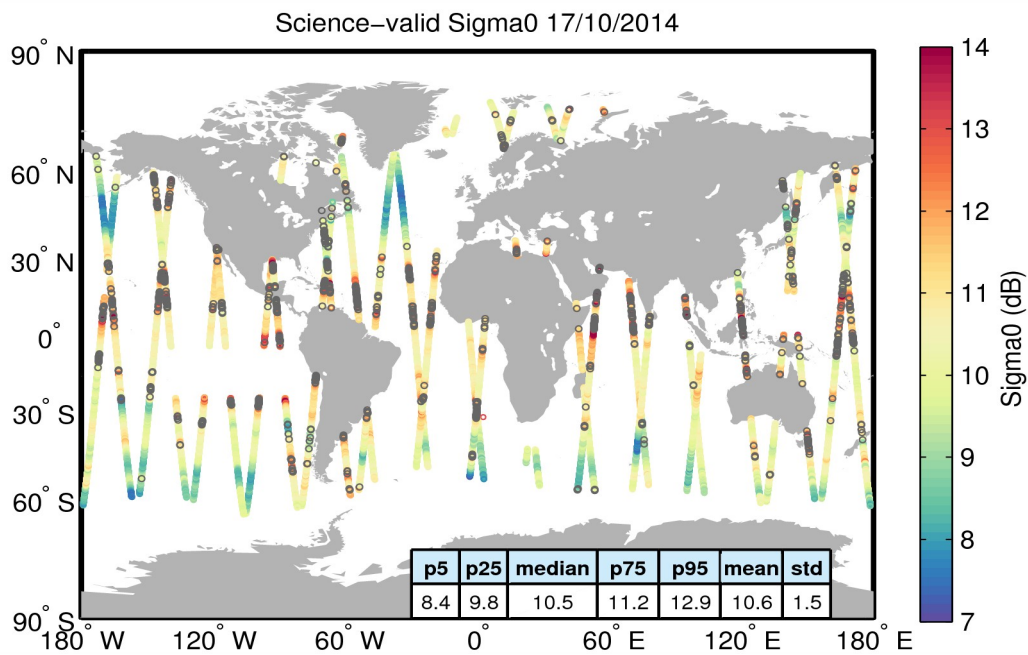 Science−valid Sigma0 17/10/2014
90° N
60° N
30° N
0°
30° S
60° S
90° S
180° W
120° W
60° W
0°
60° E
120° E
180° E
p5 p25 median p75 p95 mean std
8.4 9.8 10.5 11.2 12.9 10.6 1.5
14
13
12
11
10
9
8
7
Sigma0 (dB)